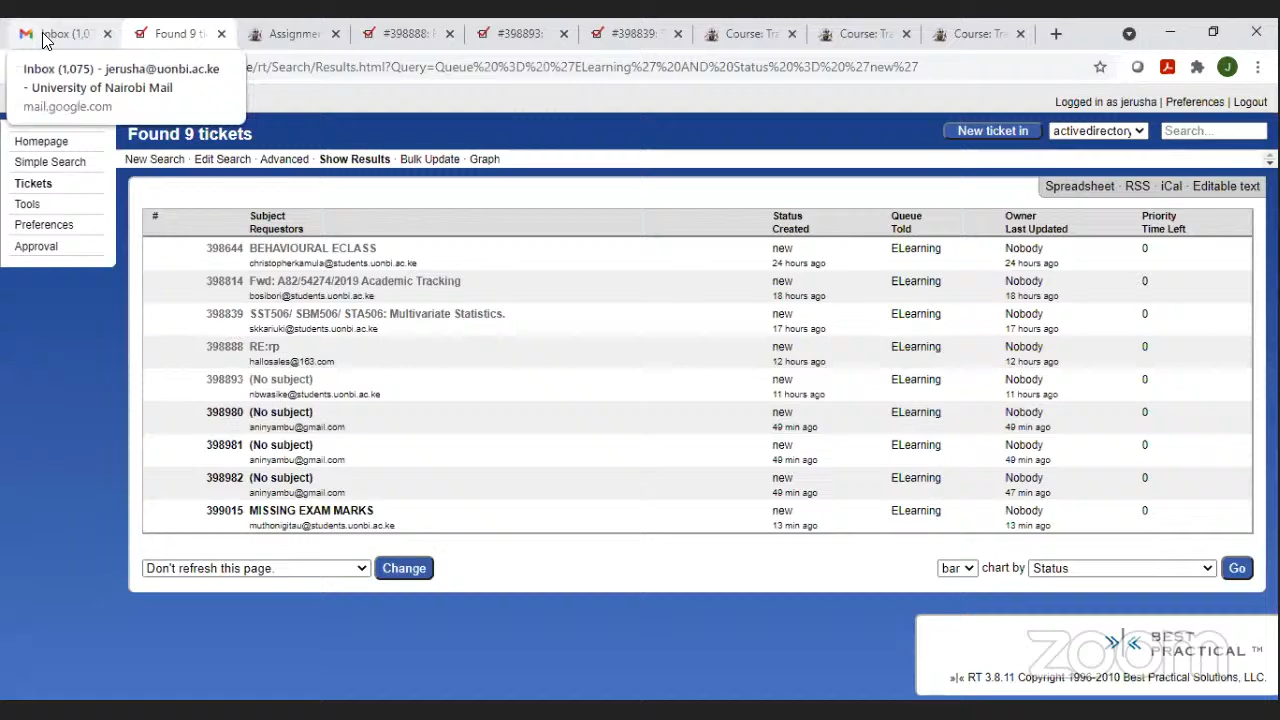 Inbox (1,0
Found 9 ti
Assignmen
#398888: 
#398893:
#398839:
Course: Tra
Course: Tra
Course: Tra
Inbox (1,075) - jerusha@uonbi.ac.ke
- University of Nairobi Mail
mail.google.com
e/rt/Search/Results.html?Query=Queue%20%3D%20%27ELearning%27%20AND%20Status%20%3D%20%27new%27
J
Logged in as jerusha | Preferences | Logout
Found 9 tickets
New ticket in
activedirectory
Search...
Homepage
Simple Search
Tickets
Tools
Preferences
Approval
New Search · Edit Search · Advanced · Show Results · Bulk Update · Graph
Spreadsheet · RSS · iCal · Editable text
# Subject Status Queue Owner Priority
Requestors Created Told Last Updated Time Left
398644 BEHAVIOURAL ECLASS new ELearning Nobody 0
christopherkamula@students.uonbi.ac.ke 24 hours ago 24 hours ago
398814 Fwd: A82/54274/2019 Academic Tracking new ELearning Nobody 0
bosibori@students.uonbi.ac.ke 18 hours ago 18 hours ago
398839 SST506/ SBM506/ STA506: Multivariate Statistics. new ELearning Nobody 0
skkariuki@students.uonbi.ac.ke 17 hours ago 17 hours ago
398888 RE:rp new ELearning Nobody 0
hallosales@163.com 12 hours ago 12 hours ago
398893 (No subject) new ELearning Nobody 0
nbwasike@students.uonbi.ac.ke 11 hours ago 11 hours ago
398980 (No subject) new ELearning Nobody 0
aninyambu@gmail.com 49 min ago 49 min ago
398981 (No subject) new ELearning Nobody 0
aninyambu@gmail.com 49 min ago 49 min ago
398982 (No subject) new ELearning Nobody 0
aninyambu@gmail.com 49 min ago 47 min ago
399015 MISSING EXAM MARKS new ELearning Nobody 0
muthonigitau@students.uonbi.ac.ke 13 min ago 13 min ago
Don't refresh this page.
Change
bar
chart by
Status
Go
zoom
»|« BEST PRACTICAL ™
»|« RT 3.8.11 Copyright 1996-2010 Best Practical Solutions, LLC.